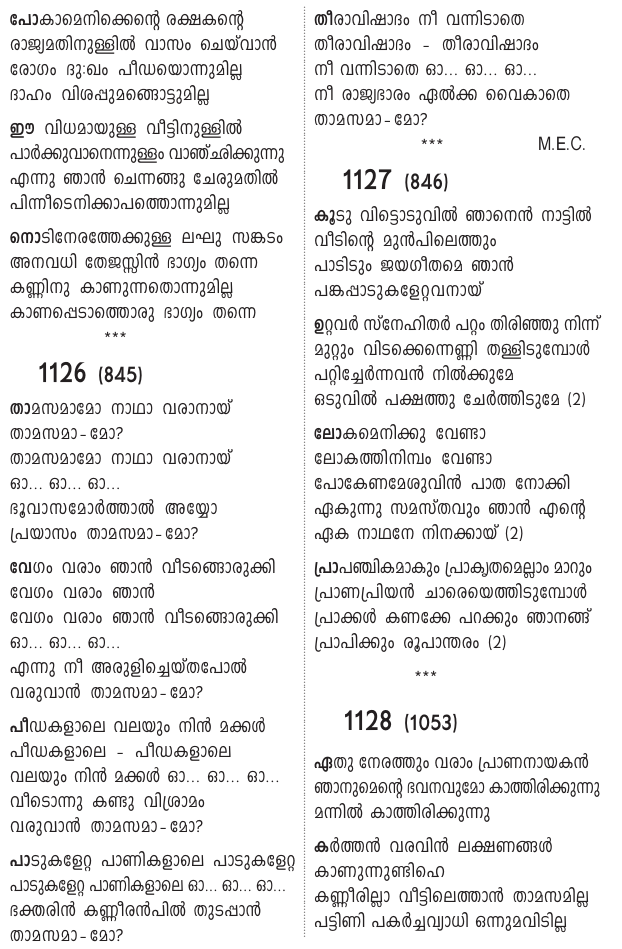 പോകാമെനിക്കെന്റെ രക്ഷകന്റെ
രാജ്യമതിനുള്ളിൽ വാസം ചെയ്‌വാൻ
രോഗം ദുഃഖം പീഡയൊന്നുമില്ല
ദാഹം വിശപ്പുമങ്ങൊട്ടുമില്ല
ഈ വിധമായുള്ള വീട്ടിനുള്ളിൽ
പാർക്കുവാനെന്നുള്ളം വാഞ്ഛിക്കുന്നു
എന്നു ഞാൻ ചെന്നങ്ങു ചേരുമതിൽ
പിന്നീടെനിക്കാപത്തൊന്നുമില്ല
നൊടിനേരത്തേക്കുള്ള ലഘു സങ്കടം
അനവധി തേജസ്സിൻ ഭാഗ്യം തന്നെ
കണ്ണിനു കാണുന്നതൊന്നുമില്ല
കാണപ്പെടാത്തൊരു ഭാഗ്യം തന്നെ
***
1126 (845)
താമസമാമോ നാഥാ വരാനായ്
താമസമാ-മോ?
താമസമാമോ നാഥാ വരാനായ്
ഓ... ഓ... ഓ...
ഭൂവാസമോർത്താൽ അയ്യോ
പ്രയാസം താമസമാ-മോ?
വേഗം വരാം ഞാൻ വീടങ്ങൊരുക്കി
വേഗം വരാം ഞാൻ
വേഗം വരാം ഞാൻ വീടങ്ങൊരുക്കി
ഓ... ഓ... ഓ...
എന്നു നീ അരുളിച്ചെയ്തപോൽ
വരുവാൻ താമസമാ-മോ?
പീഡകളാലെ വലയും നിൻ മക്കൾ
പീഡകളാലെ - പീഡകളാലെ
വലയും നിൻ മക്കൾ ഓ... ഓ... ഓ...
വീടൊന്നു കണ്ടു വിശ്രാമം
വരുവാൻ താമസമാ-മോ?
പാടുകളേറ്റ പാണികളാലെ പാടുകളേറ്റ
പാടുകളേറ്റ പാണികളാലെ ഓ... ഓ... ഓ...
ഭക്തരിൻ കണ്ണീരൻപിൽ തുടപ്പാൻ
താമസമാ-മോ?
തീരാവിഷാദം നീ വന്നിടാതെ
തീരാവിഷാദം - തീരാവിഷാദം
നീ വന്നിടാതെ ഓ... ഓ... ഓ...
നീ രാജ്യഭാരം ഏൽക്ക വൈകാതെ
താമസമാ-മോ?
*** M.E.C.
1127 (846)
കൂടു വിട്ടൊടുവിൽ ഞാനെൻ നാട്ടിൽ
വീടിന്റെ മുൻപിലെത്തും
പാടിടും ജയഗീതമെ ഞാൻ
പങ്കപ്പാടുകളേറ്റവനായ്
ഉറ്റവർ സ്നേഹിതർ പറ്റം തിരിഞ്ഞു നിന്ന്
മുറ്റും വിടക്കെന്നെണ്ണി തള്ളിടുമ്പോൾ
പറ്റിച്ചേർന്നവൻ നിൽക്കുമേ
ഒടുവിൽ പക്ഷത്തു ചേർത്തിടുമേ (2)
ലോകമെനിക്കു വേണ്ടാ
ലോകത്തിനിമ്പം വേണ്ടാ
പോകേണമേശുവിൻ പാത നോക്കി
ഏകുന്നു സമസ്തവും ഞാൻ എന്റെ
ഏക നാഥനേ നിനക്കായ് (2)
പ്രാപഞ്ചികമാകും പ്രാകൃതമെല്ലാം മാറും
പ്രാണപ്രിയൻ ചാരെയെത്തിടുമ്പോൾ
പ്രാക്കൾ കണക്കേ പറക്കും ഞാനങ്ങ്
പ്രാപിക്കും രൂപാന്തരം (2)
***
1128 (1053)
ഏതു നേരത്തും വരാം പ്രാണനായകൻ
ഞാനുമെന്റെ ഭവനവുമോ കാത്തിരിക്കുന്നു
മന്നിൽ കാത്തിരിക്കുന്നു
കർത്തൻ വരവിൻ ലക്ഷണങ്ങൾ
കാണുന്നുണ്ടിഹെ
കണ്ണീരില്ലാ വീട്ടിലെത്താൻ താമസമില്ല
പട്ടിണി പകർച്ചവ്യാധി ഒന്നുമവിടില്ല